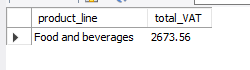 product_line total_VAT
Food and beverages 2673.56